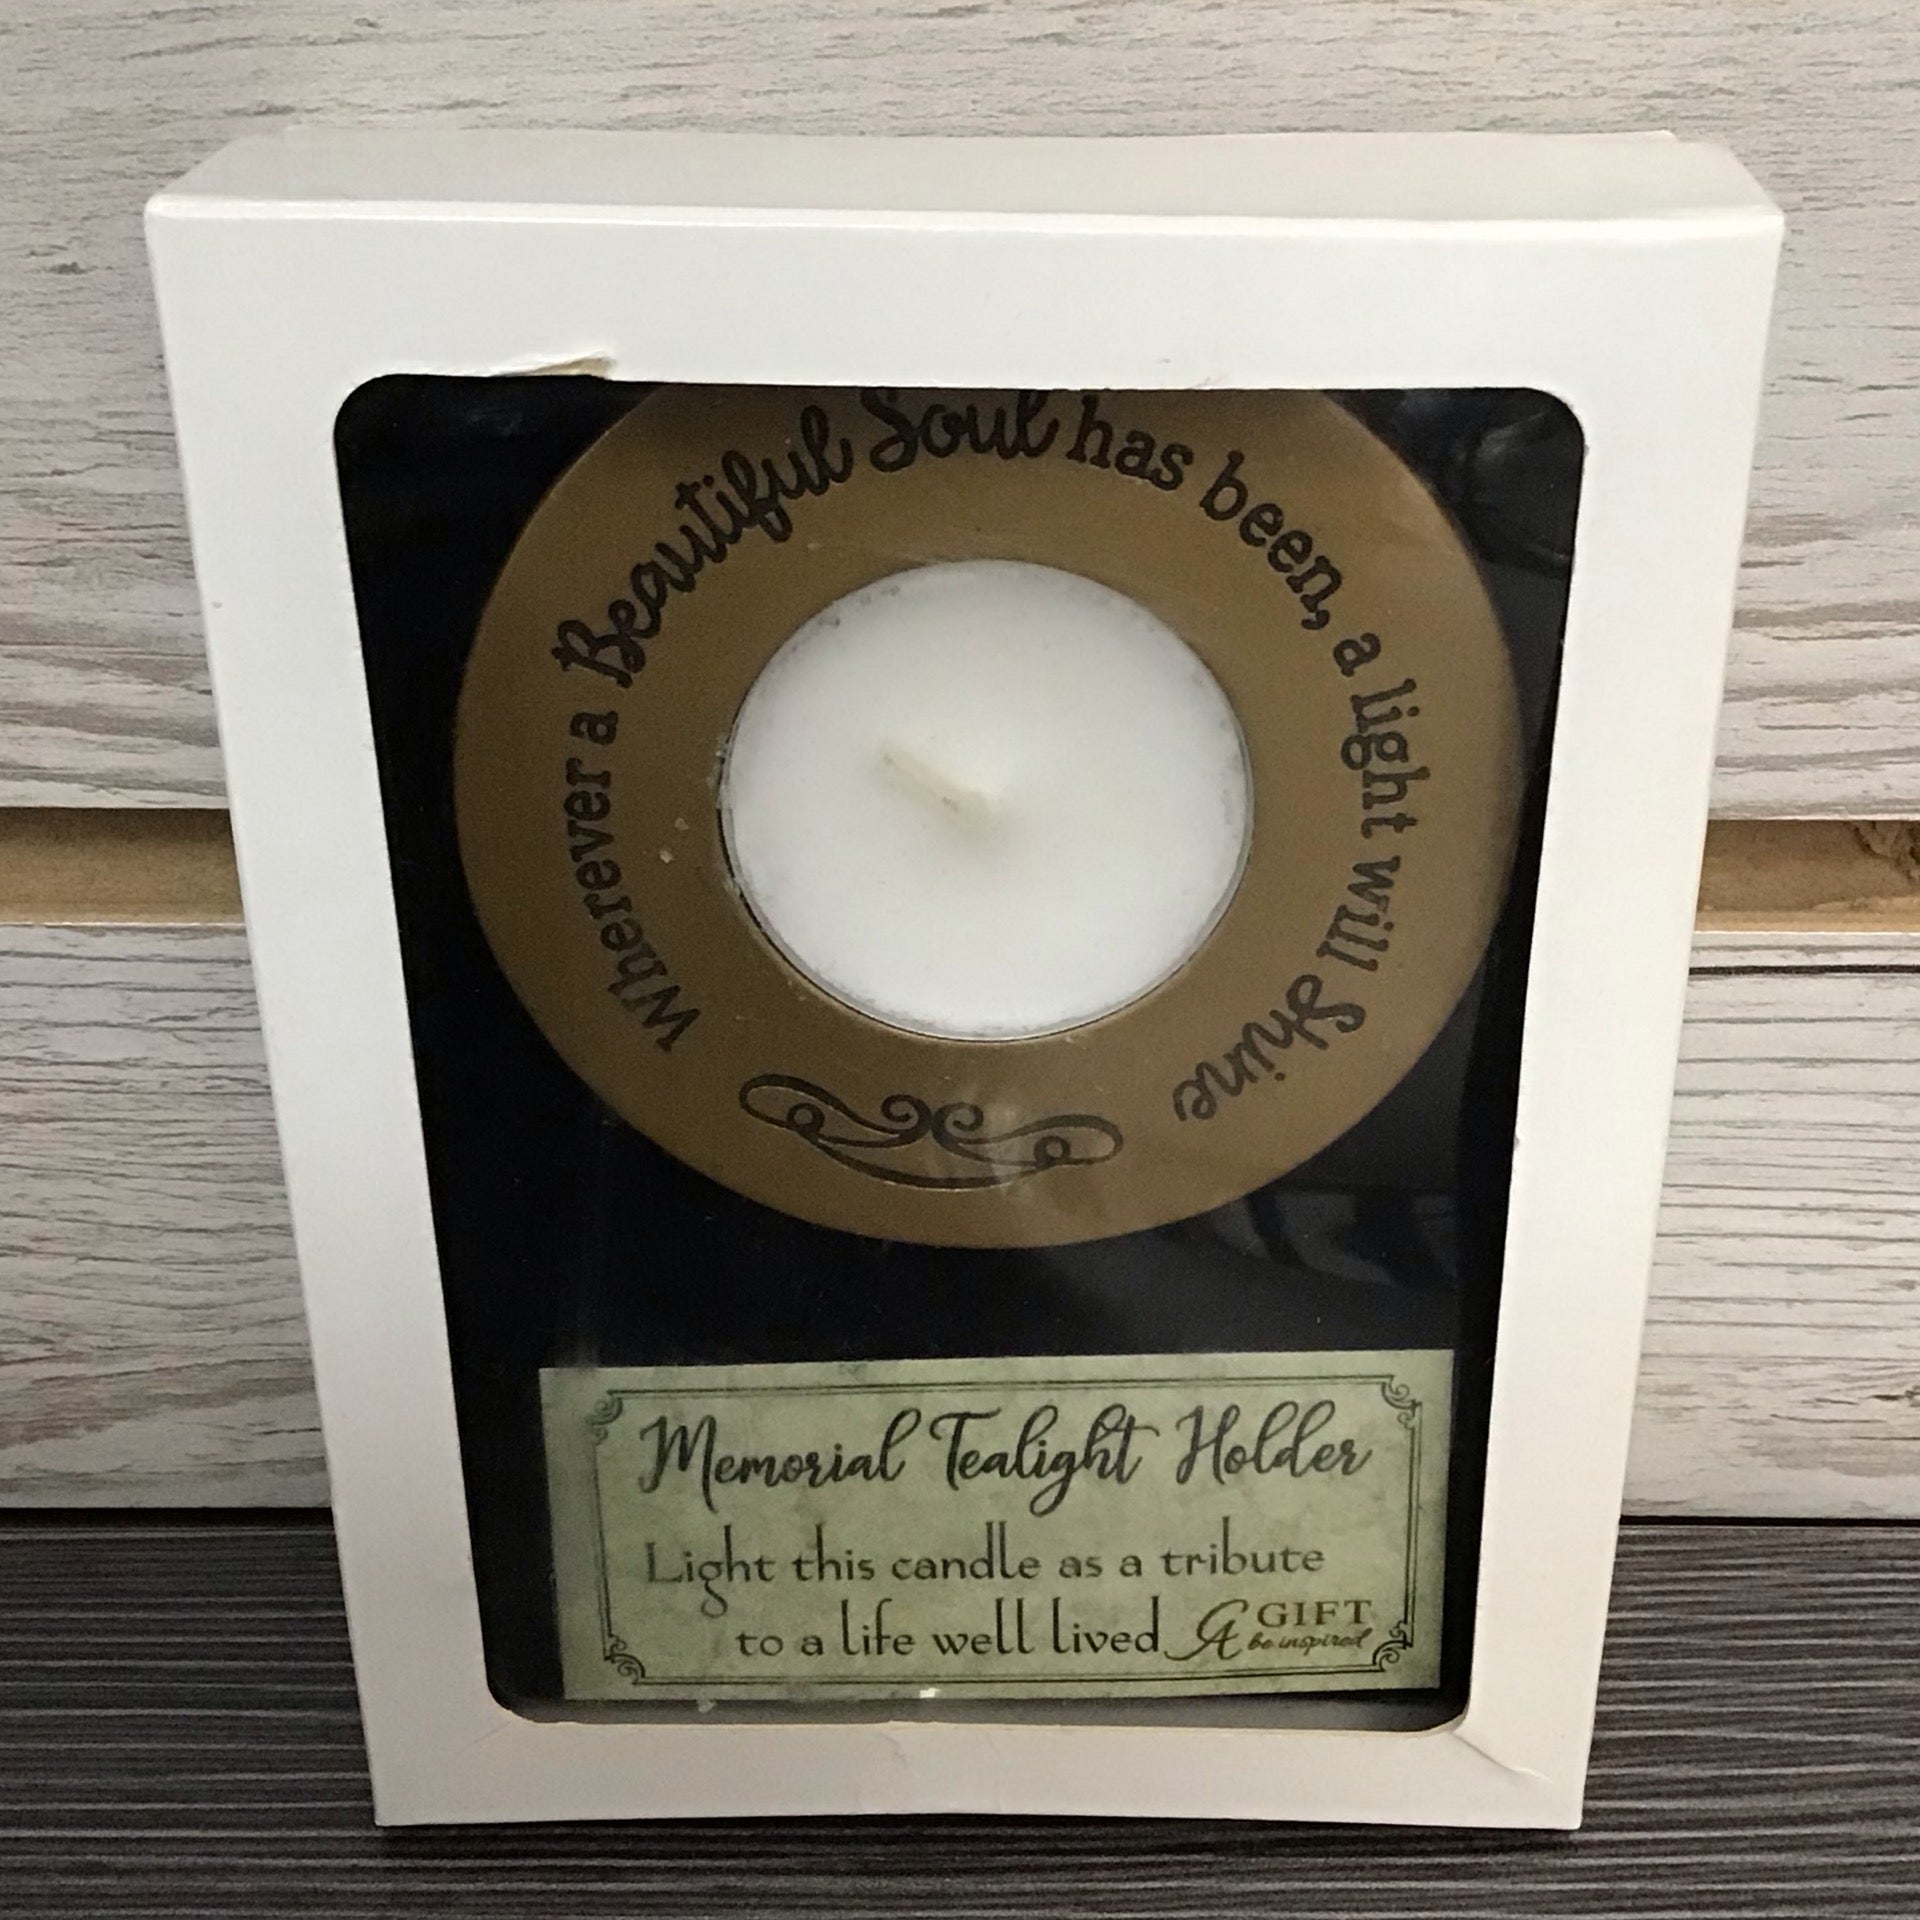 Wherever a Beautiful Soul has been, a light will Shine
Memorial Tealight Holder
Light this candle as a tribute
to a life well lived
A GIFT
be inspired